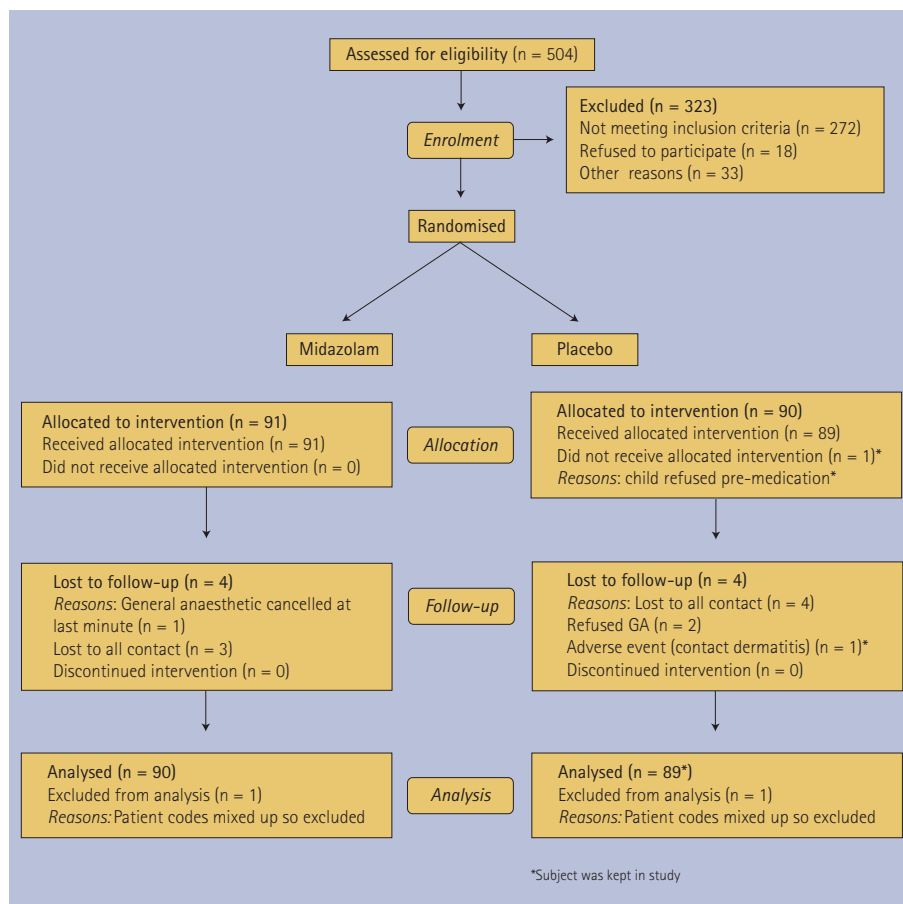 Assessed for eligibility (n = 504)
Enrolment
Excluded (n = 323)
Not meeting inclusion criteria (n = 272)
Refused to participate (n = 18)
Other reasons (n = 33)
Randomised
Midazolam
Placebo
Allocated to intervention (n = 91)
Received allocated intervention (n = 91)
Did not receive allocated intervention (n = 0)
Allocation
Allocated to intervention (n = 90)
Received allocated intervention (n = 89)
Did not receive allocated intervention (n = 1)*
Reasons: child refused pre-medication*
Lost to follow-up (n = 4)
Reasons: General anaesthetic cancelled at
last minute (n = 1)
Lost to all contact (n = 3)
Discontinued intervention (n = 0)
Follow-up
Lost to follow-up (n = 4)
Reasons: Lost to all contact (n = 4)
Refused GA (n = 2)
Adverse event (contact dermatitis) (n = 1)*
Discontinued intervention (n = 0)
Analysed (n = 90)
Excluded from analysis (n = 1)
Reasons: Patient codes mixed up so excluded
Analysis
Analysed (n = 89*)
Excluded from analysis (n = 1)
Reasons: Patient codes mixed up so excluded
*Subject was kept in study